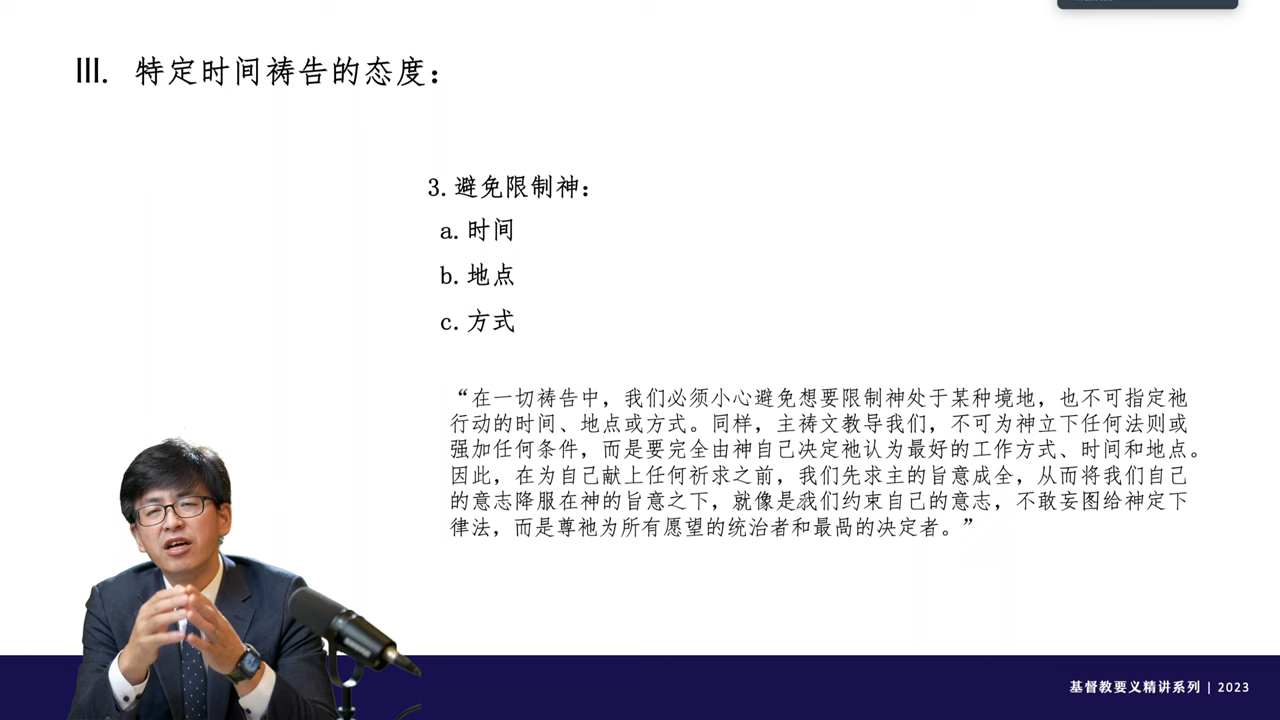 III. 特定时间祷告的态度：
3. 避免限制神：
a. 时间
b. 地点
c. 方式
“在一切祷告中，我们必须小心避免想要限制神处于某种境地，也不可指定祂
行动的时间、地点或方式。同样，主祷文教导我们，不可为神立下任何法则或
强加任何条件，而是要完全由神自己决定祂认为最好的工作方式、时间和地点。
因此，在为自己献上任何祈求之前，我们先求主的旨意成全，从而将我们自己
的意志降服在神的旨意之下，就像是我们约束自己的意志，不敢妄图给神定下
律法，而是尊祂为所有愿望的统治者和最高的决定者。”
基督教要义精讲系列 | 2023